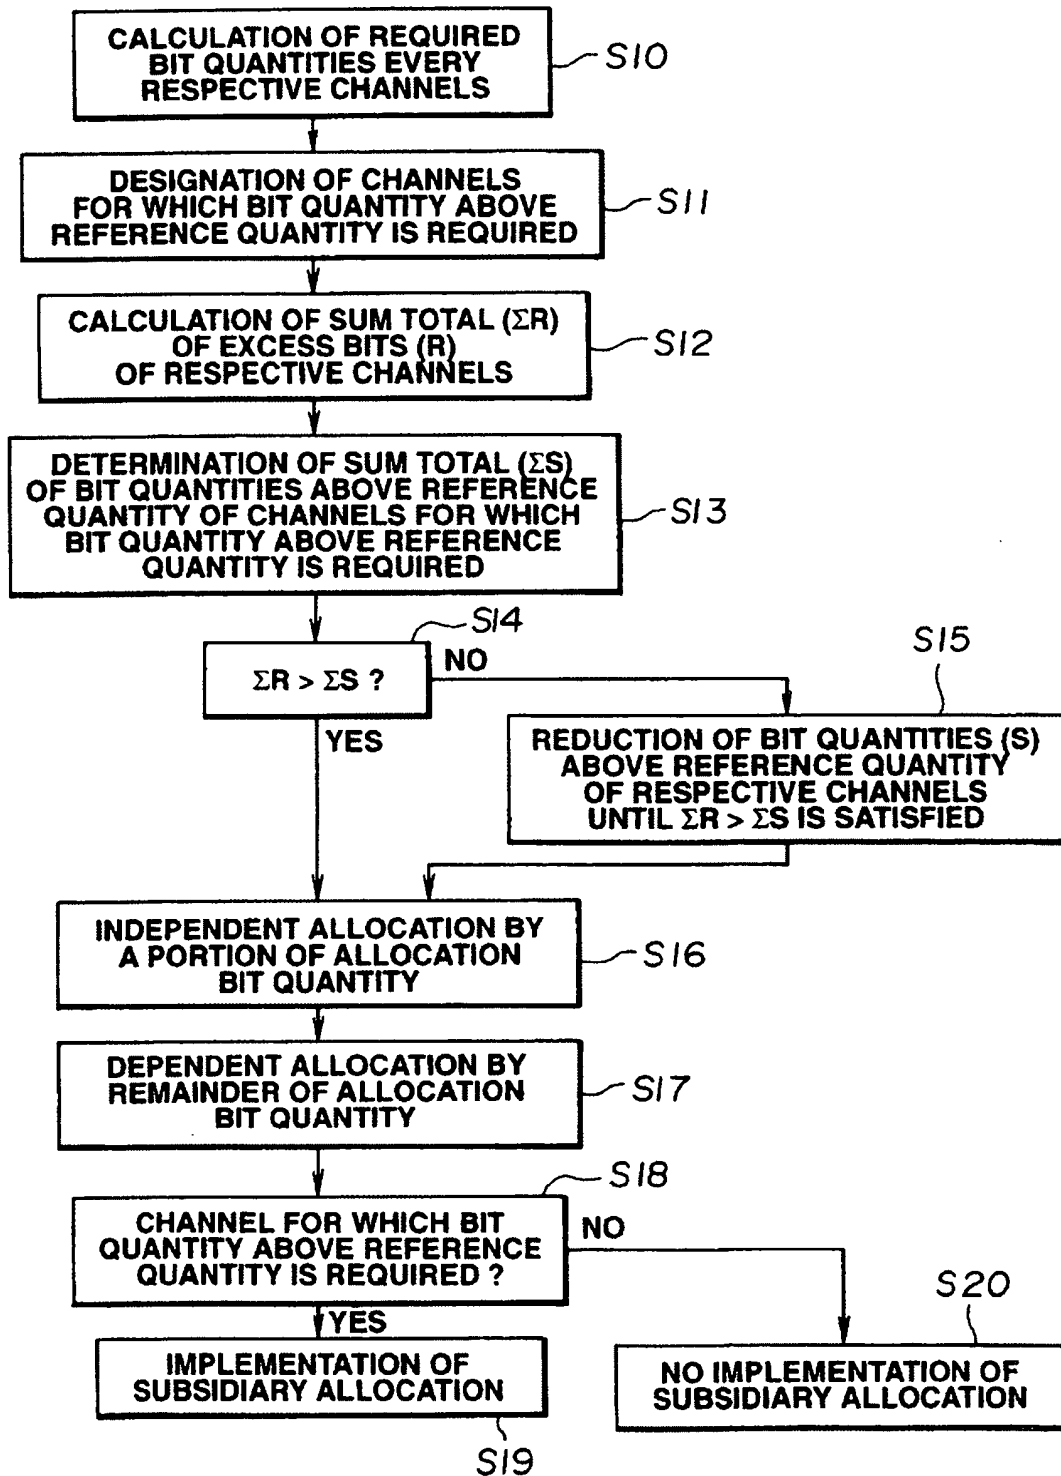 CALCULATION OF REQUIRED
BIT QUANTITIES EVERY
RESPECTIVE CHANNELS
S10
DESIGNATION OF CHANNELS
FOR WHICH BIT QUANTITY ABOVE
REFERENCE QUANTITY IS REQUIRED
S11
CALCULATION OF SUM TOTAL (ΣR)
OF EXCESS BITS (R)
OF RESPECTIVE CHANNELS
S12
DETERMINATION OF SUM TOTAL (ΣS)
OF BIT QUANTITIES ABOVE REFERENCE
QUANTITY OF CHANNELS FOR WHICH
BIT QUANTITY ABOVE REFERENCE
QUANTITY IS REQUIRED
S13
S14
ΣR > ΣS ?
NO
YES
S15
REDUCTION OF BIT QUANTITIES (S)
ABOVE REFERENCE QUANTITY
OF RESPECTIVE CHANNELS
UNTIL ΣR > ΣS IS SATISFIED
INDEPENDENT ALLOCATION BY
A PORTION OF ALLOCATION
BIT QUANTITY
S16
DEPENDENT ALLOCATION BY
REMAINDER OF ALLOCATION
BIT QUANTITY
S17
S18
CHANNEL FOR WHICH BIT
QUANTITY ABOVE REFERENCE
QUANTITY IS REQUIRED ?
NO
YES
IMPLEMENTATION OF
SUBSIDIARY ALLOCATION
S19
S20
NO IMPLEMENTATION OF
SUBSIDIARY ALLOCATION